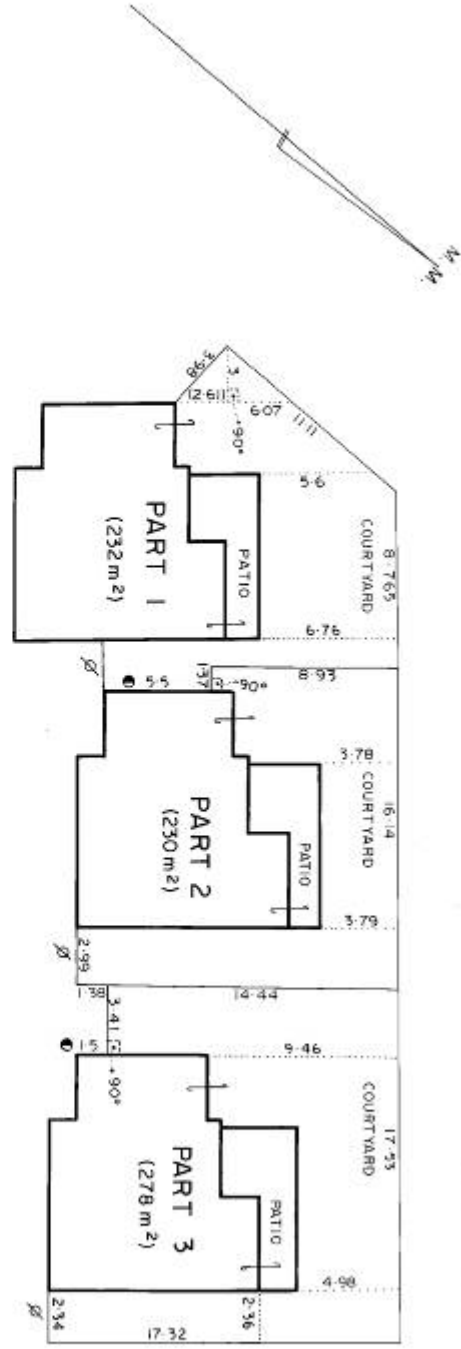 N.
M.
3·98
3
12·611
6·07
11·11
+90°
5·6
COURTYARD
8·765
PART 1
(232 m²)
PATIO
6·76
Ø
5·5
1·37
+90°
8·93
3·78
COURTYARD
16·14
PART 2
(230 m²)
PATIO
3·79
2·99
Ø
1·38
14·44
3·41
1·5
+90°
9·46
COURTYARD
17·53
PART 3
(278 m²)
PATIO
4·98
2·34
Ø
2·36
17·32